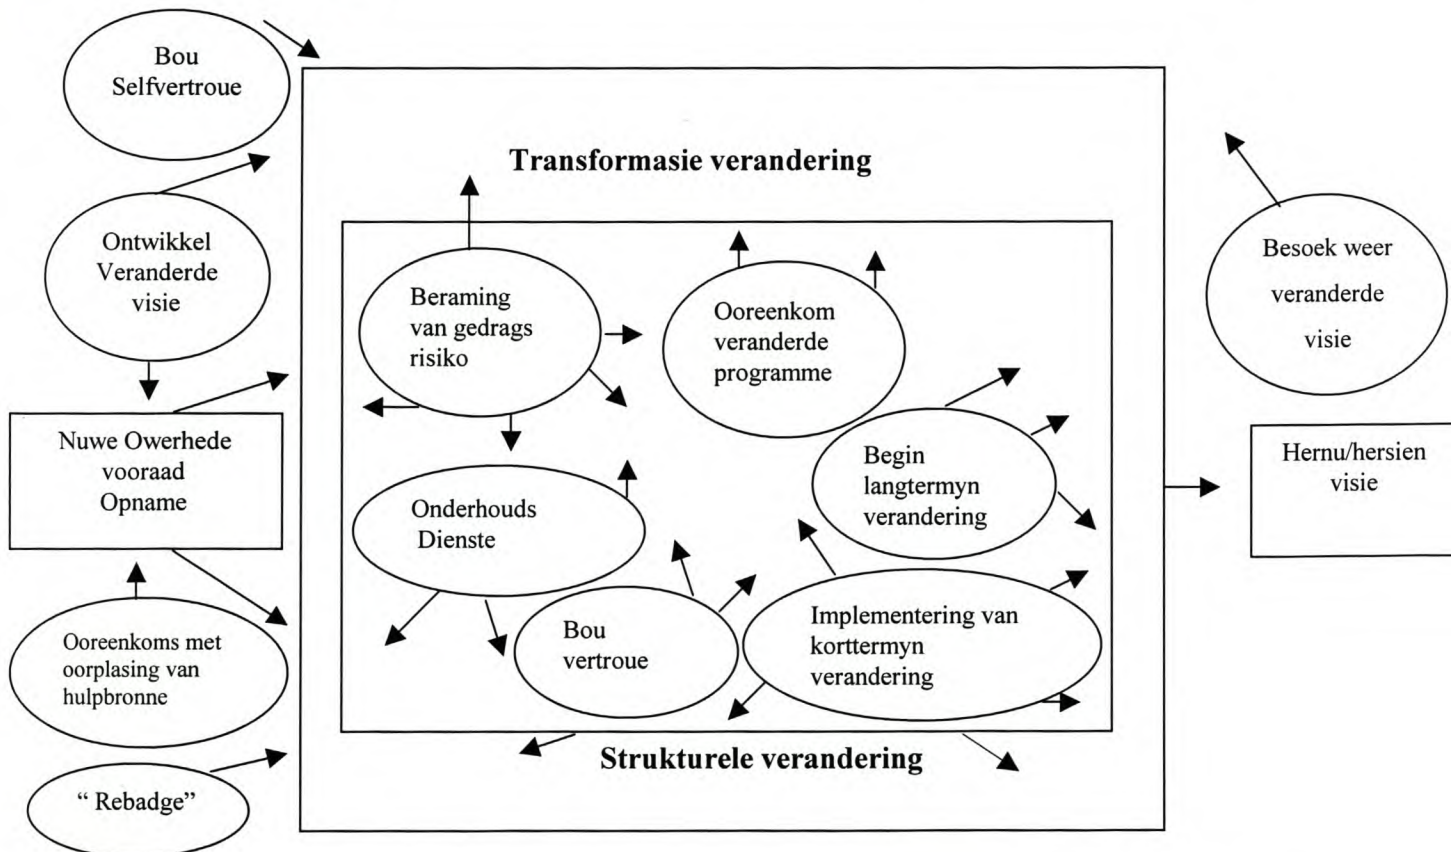 Bou
Selfvertroue
Ontwikkel
Veranderde
visie
Nuwe Owerhede
vooraad
Opname
Ooreenkoms met
oorplasing van
hulpbronne
“ Rebadge”
Transformasie verandering
Beraming
van gedrags
risiko
Ooreenkom
veranderde
programme
Onderhouds
Dienste
Begin
langtermyn
verandering
Bou
vertroue
Implementering van
korttermyn
verandering
Strukturele verandering
Besoek weer
veranderde
visie
Hernu/hersien
visie